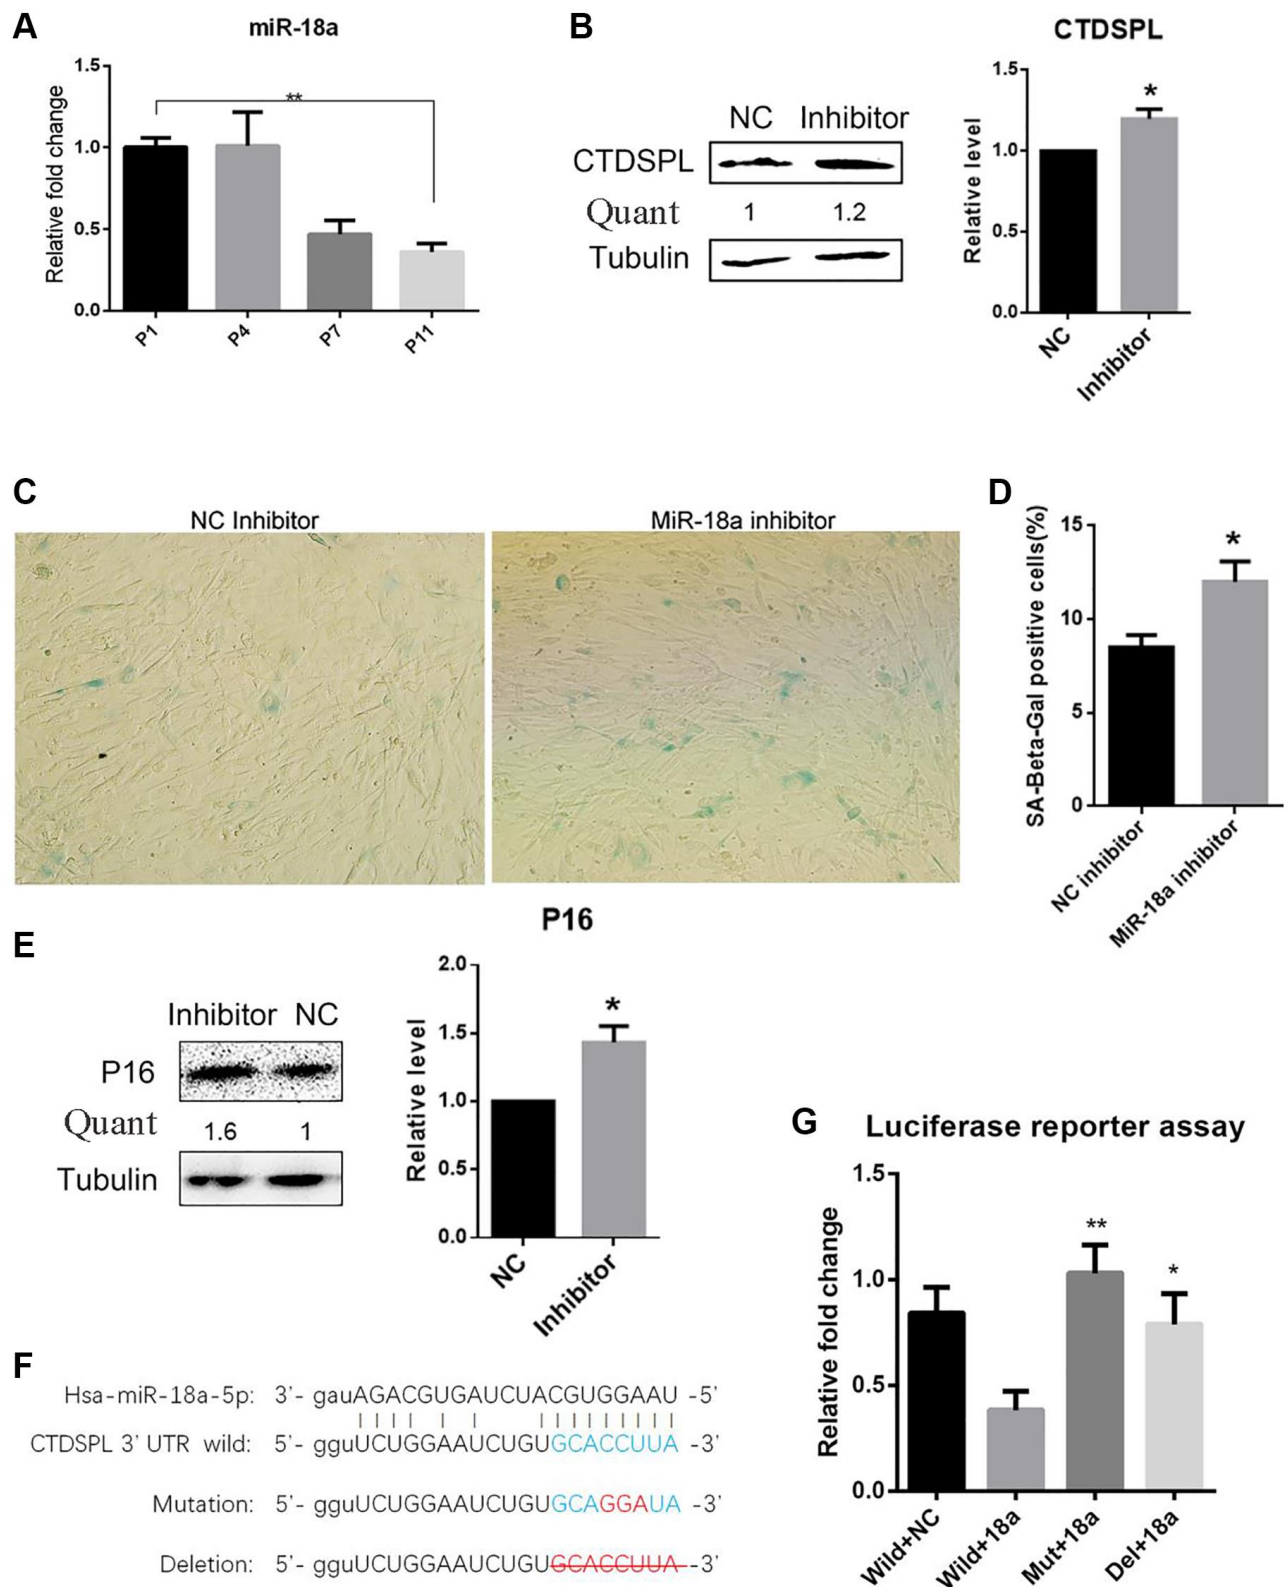 A
miR-18a
Relative fold change
1.5
1.0
0.5
0.0
**
P1
P4
P7
P11
B
CTDSPL
NC Inhibitor
CTDSPL
Quant 1 1.2
Tubulin
Relative level
1.5
1.0
0.5
0.0
*
NC
Inhibitor
C
NC Inhibitor
MiR-18a inhibitor
D
SA-Beta-Gal positive cells(%)
15
10
5
0
*
NC inhibitor
MiR-18a inhibitor
E
P16
Inhibitor NC
P16
Quant 1.6 1
Tubulin
Relative level
2.0
1.5
1.0
0.5
0.0
*
NC
Inhibitor
F
Hsa-miR-18a-5p: 3'- gauAGACGUGAUCUACGUGGAAU -5'
CTDSPL 3' UTR wild: 5'- gguUCUGGAAUCUGUGCACCUUA -3'
Mutation: 5'- gguUCUGGAAUCUGUGCAGGAUA -3'
Deletion: 5'- gguUCUGGAAUCUGUGCACCUUA -3'
G
Luciferase reporter assay
Relative fold change
1.5
1.0
0.5
0.0
**
*
Wild+NC
Wild+18a
Mut+18a
Del+18a